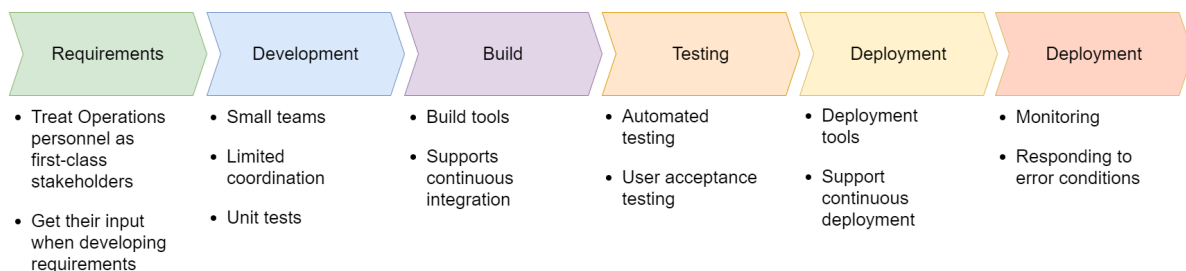 Requirements
Development
Build
Testing
Deployment
Deployment
• Treat Operations
personnel as
first-class
stakeholders
• Get their input
when developing
requirements
• Small teams
• Limited
coordination
• Unit tests
• Build tools
• Supports
continuous
integration
• Automated
testing
• User acceptance
testing
• Deployment
tools
• Support
continuous
deployment
• Monitoring
• Responding to
error conditions